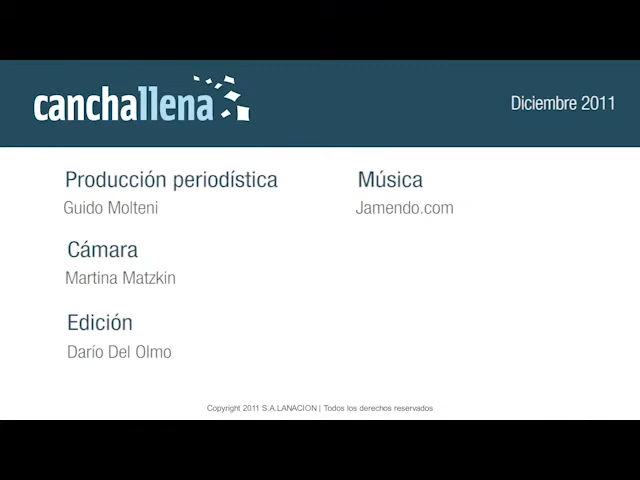 canchallena
Diciembre 2011
Producción periodística
Guido Molteni
Música
Jamendo.com
Cámara
Martina Matzkin
Edición
Darío Del Olmo
Copyright 2011 S.A.LANACION | Todos los derechos reservados